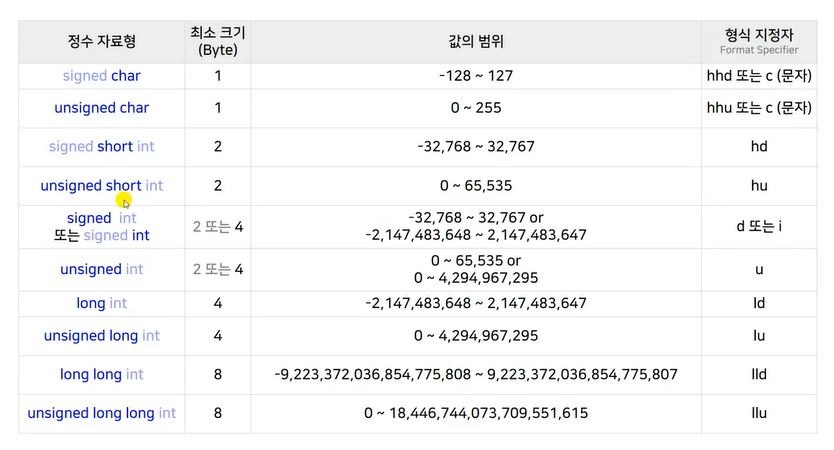 정수 자료형 최소 크기 (Byte) 값의 범위 형식 지정자 Format Specifier
signed char 1 -128 ~ 127 hhd 또는 c (문자)
unsigned char 1 0 ~ 255 hhu 또는 c (문자)
signed short int 2 -32,768 ~ 32,767 hd
unsigned short int 2 0 ~ 65,535 hu
signed int 또는 signed int 2 또는 4 -32,768 ~ 32,767 or -2,147,483,648 ~ 2,147,483,647 d 또는 i
unsigned int 2 또는 4 0 ~ 65,535 or 0 ~ 4,294,967,295 u
long int 4 -2,147,483,648 ~ 2,147,483,647 ld
unsigned long int 4 0 ~ 4,294,967,295 lu
long long int 8 -9,223,372,036,854,775,808 ~ 9,223,372,036,854,775,807 lld
unsigned long long int 8 0 ~ 18,446,744,073,709,551,615 llu